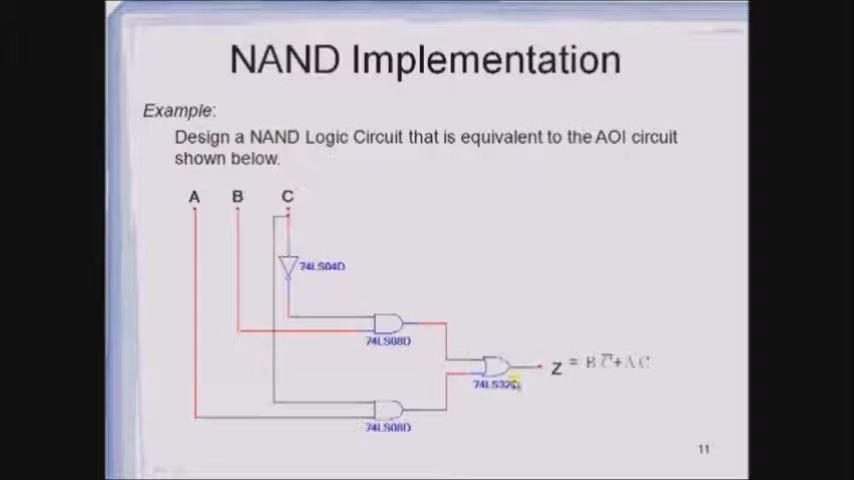 NAND Implementation
Example:
Design a NAND Logic Circuit that is equivalent to the AOI circuit
shown below.
A B C
74LS04D
74LS08D
Z = B C̅ + A C
74LS32D
74LS08D
11